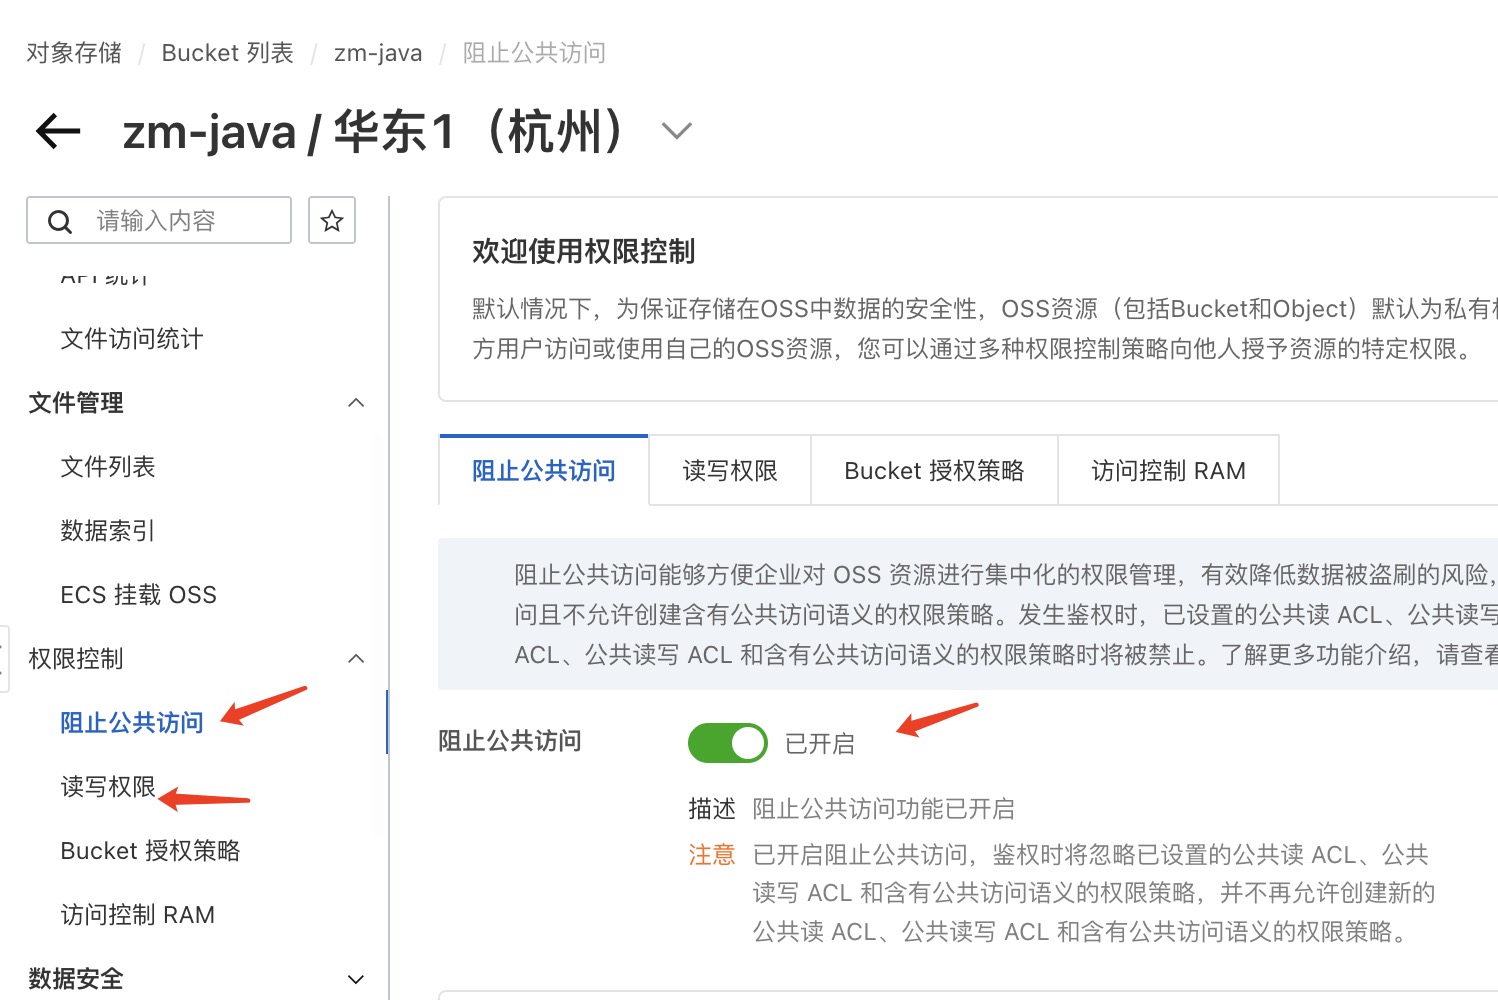 对象存储 / Bucket 列表 / zm-java / 阻止公共访问
zm-java / 华东1（杭州）
请输入内容
API 统计
文件访问统计
文件管理
文件列表
数据索引
ECS 挂载 OSS
权限控制
阻止公共访问
读写权限
Bucket 授权策略
访问控制 RAM
数据安全
欢迎使用权限控制
默认情况下，为保证存储在OSS中数据的安全性，OSS资源（包括Bucket和Object）默认为私有
方用户访问或使用自己的OSS资源，您可以通过多种权限控制策略向他人授予资源的特定权限。
阻止公共访问 读写权限 Bucket 授权策略 访问控制 RAM
阻止公共访问能够方便企业对 OSS 资源进行集中化的权限管理，有效降低数据被盗刷的风险，
问且不允许创建含有公共访问语义的权限策略。发生鉴权时，已设置的公共读 ACL、公共读写
ACL、公共读写 ACL 和含有公共访问语义的权限策略时将被禁止。了解更多功能介绍，请查看
阻止公共访问 已开启
描述 阻止公共访问功能已开启
注意 已开启阻止公共访问，鉴权时将忽略已设置的公共读 ACL、公共
读写 ACL 和含有公共访问语义的权限策略，并不再允许创建新的
公共读 ACL、公共读写 ACL 和含有公共访问语义的权限策略。